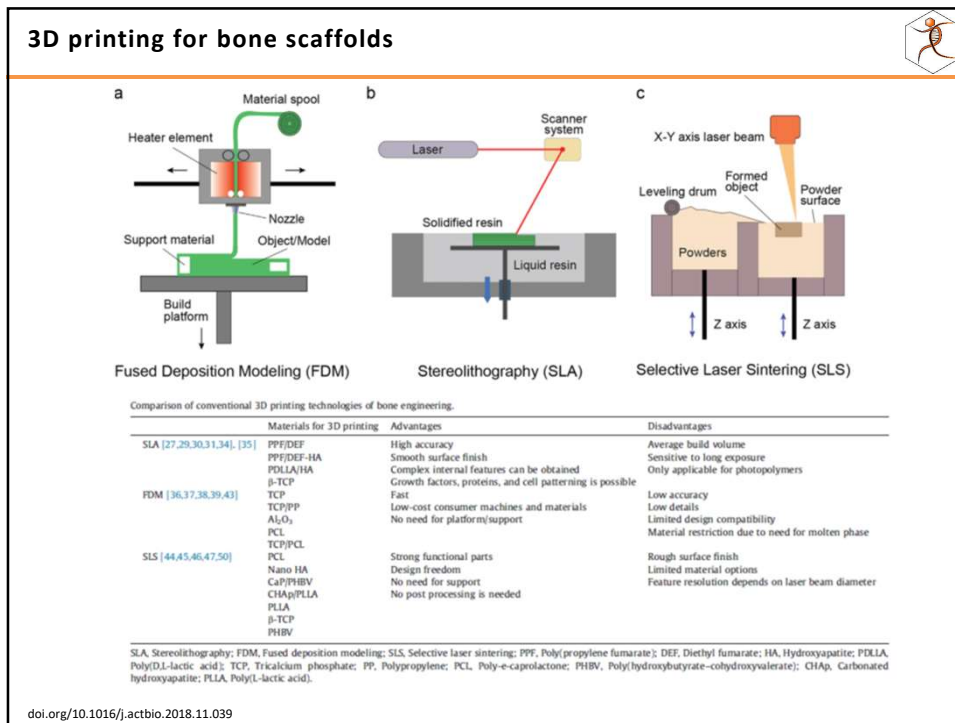 3D printing for bone scaffolds
a
Material spool
Heater element
Nozzle
Support material
Object/Model
Build
platform
Fused Deposition Modeling (FDM)
b
Scanner
system
Laser
Solidified resin
Liquid resin
Stereolithography (SLA)
c
X-Y axis laser beam
Formed
object
Leveling drum
Powder
surface
Powders
Z axis
Z axis
Selective Laser Sintering (SLS)
Comparison of conventional 3D printing technologies of bone engineering.
Materials for 3D printing Advantages Disadvantages
SLA [27,29,30,31,34], [35] PPF/DEF High accuracy Average build volume
PPF/DEF-HA Smooth surface finish Sensitive to long exposure
PDLLA/HA Complex internal features can be obtained Only applicable for photopolymers
β-TCP Growth factors, proteins, and cell patterning is possible
FDM [36,37,38,39,43] TCP Fast Low accuracy
TCP/PP Low-cost consumer machines and materials Low details
Al₂O₃ No need for platform/support Limited design compatibility
PCL Material restriction due to need for molten phase
TCP/PCL
SLS [44,45,46,47,50] PCL Strong functional parts Rough surface finish
Nano HA Design freedom Limited material options
CaP/PHBV No need for support Feature resolution depends on laser beam diameter
CHAp/PLLA No post processing is needed
PLLA
β-TCP
PHBV
SLA, Stereolithography; FDM, Fused deposition modeling; SLS, Selective laser sintering; PPF, Poly(propylene fumarate); DEF, Diethyl fumarate; HA, Hydroxyapatite; PDLLA,
Poly(D,L-lactic acid); TCP, Tricalcium phosphate; PP, Polypropylene; PCL, Poly-e-caprolactone; PHBV, Poly(hydroxybutyrate–cohydroxyvalerate); CHAp, Carbonated
hydroxyapatite; PLLA, Poly(L-lactic acid).
doi.org/10.1016/j.actbio.2018.11.039